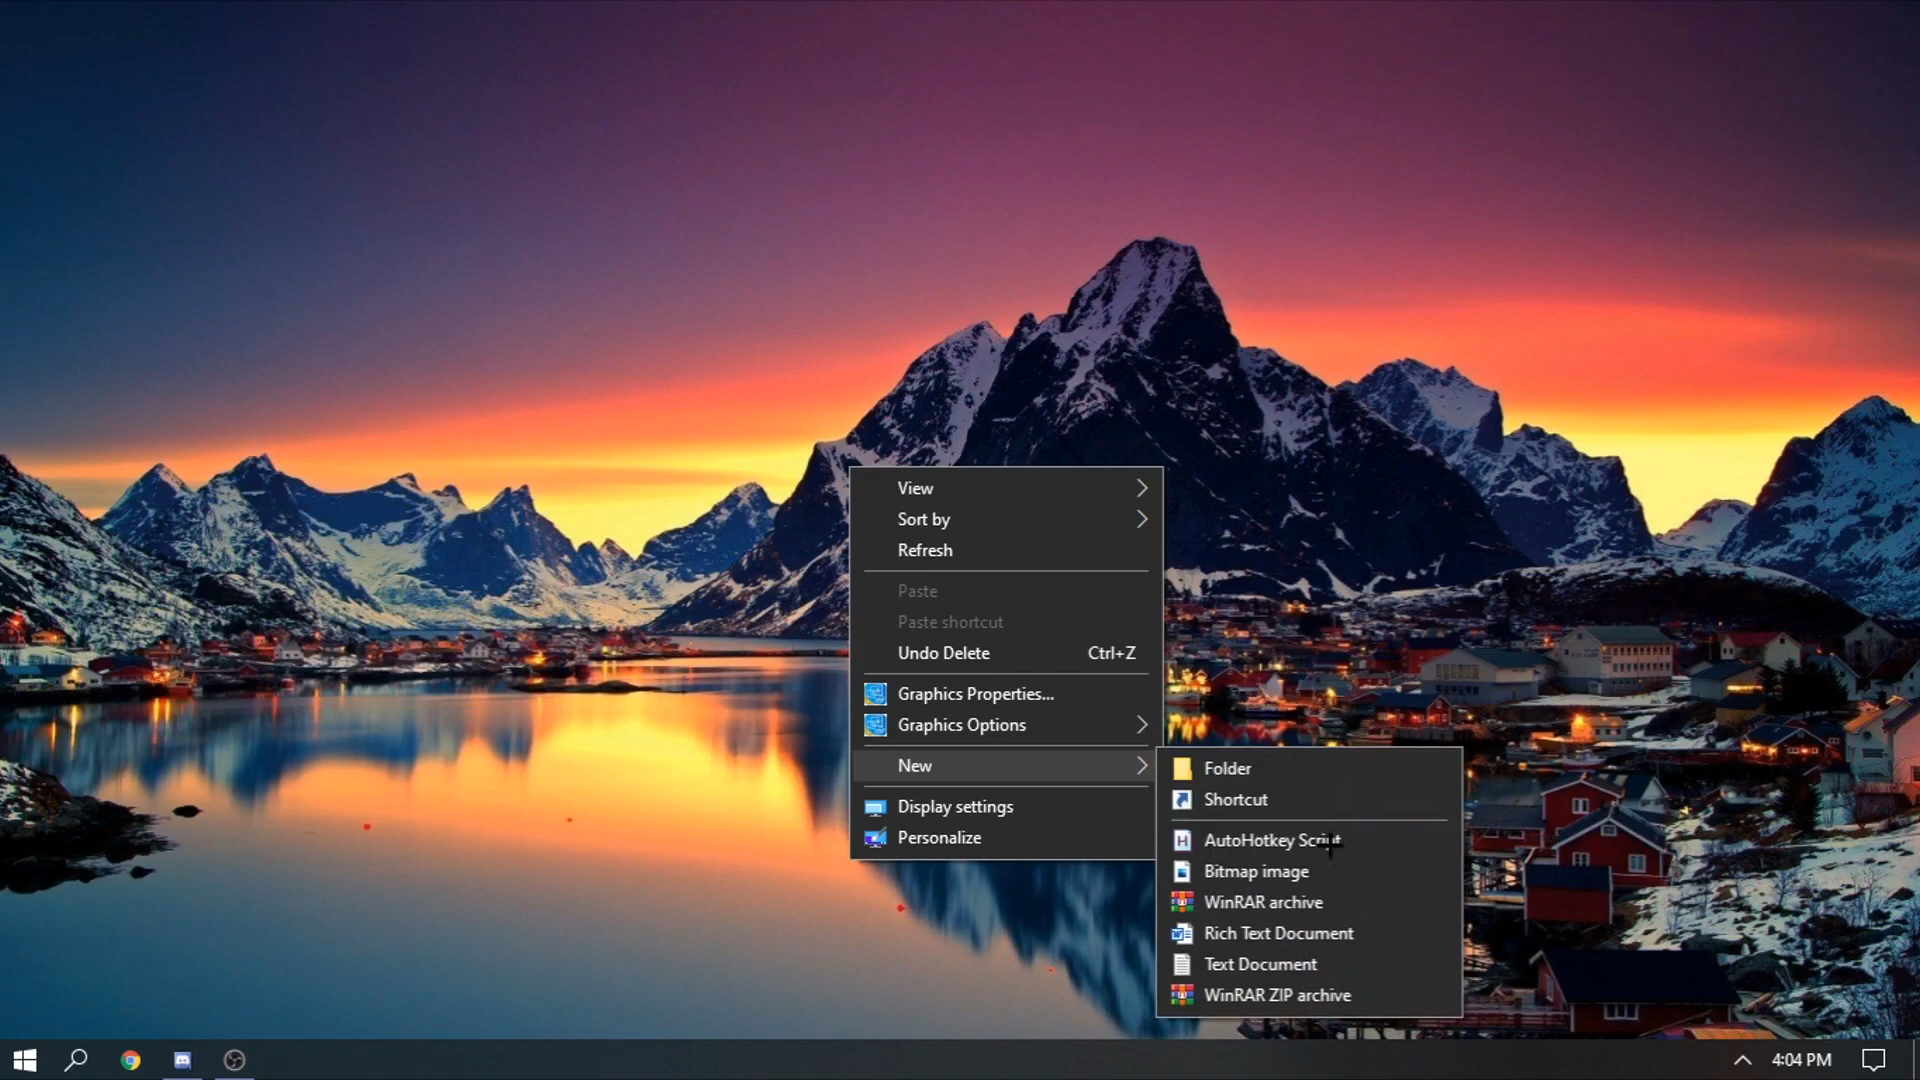 View
Sort by
Refresh
Paste
Paste shortcut
Undo Delete Ctrl+Z
Graphics Properties...
Graphics Options
New
Display settings
Personalize
Folder
Shortcut
AutoHotkey Script
Bitmap image
WinRAR archive
Rich Text Document
Text Document
WinRAR ZIP archive
4:04 PM